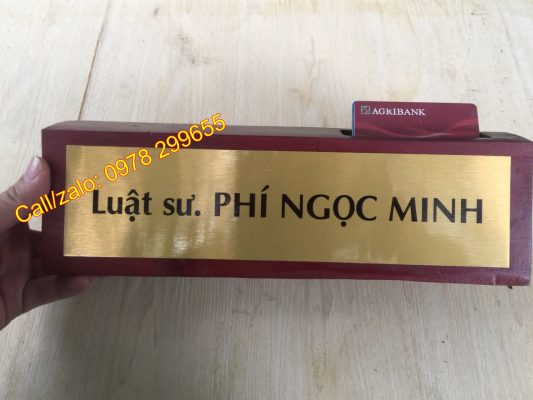 AGRIBANK
Call/zalo: 0978 299655
Luật sư. PHÍ NGỌC MINH